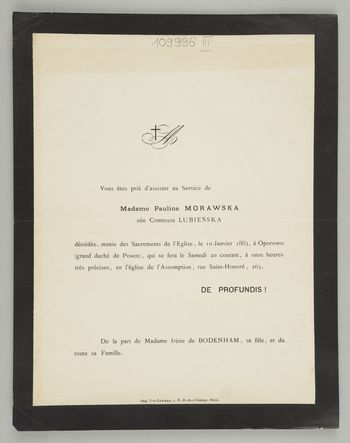 109996 III
Vous êtes prié d'assister au Service de
Madame Pauline MORAWSKA
née Comtesse LUBIEŃSKA
décédée, munie des Sacrements de l'Eglise, le 10 Janvier 1883, à Oporowo
(grand duché de Posen), qui se fera le Samedi 20 courant, à onze heures
très précises, en l'église de l'Assomption, rue Saint-Honoré, 263.
DE PROFUNDIS !
De la part de Madame Irène de BODENHAM, sa fille, et de
toute sa Famille.
Paris.